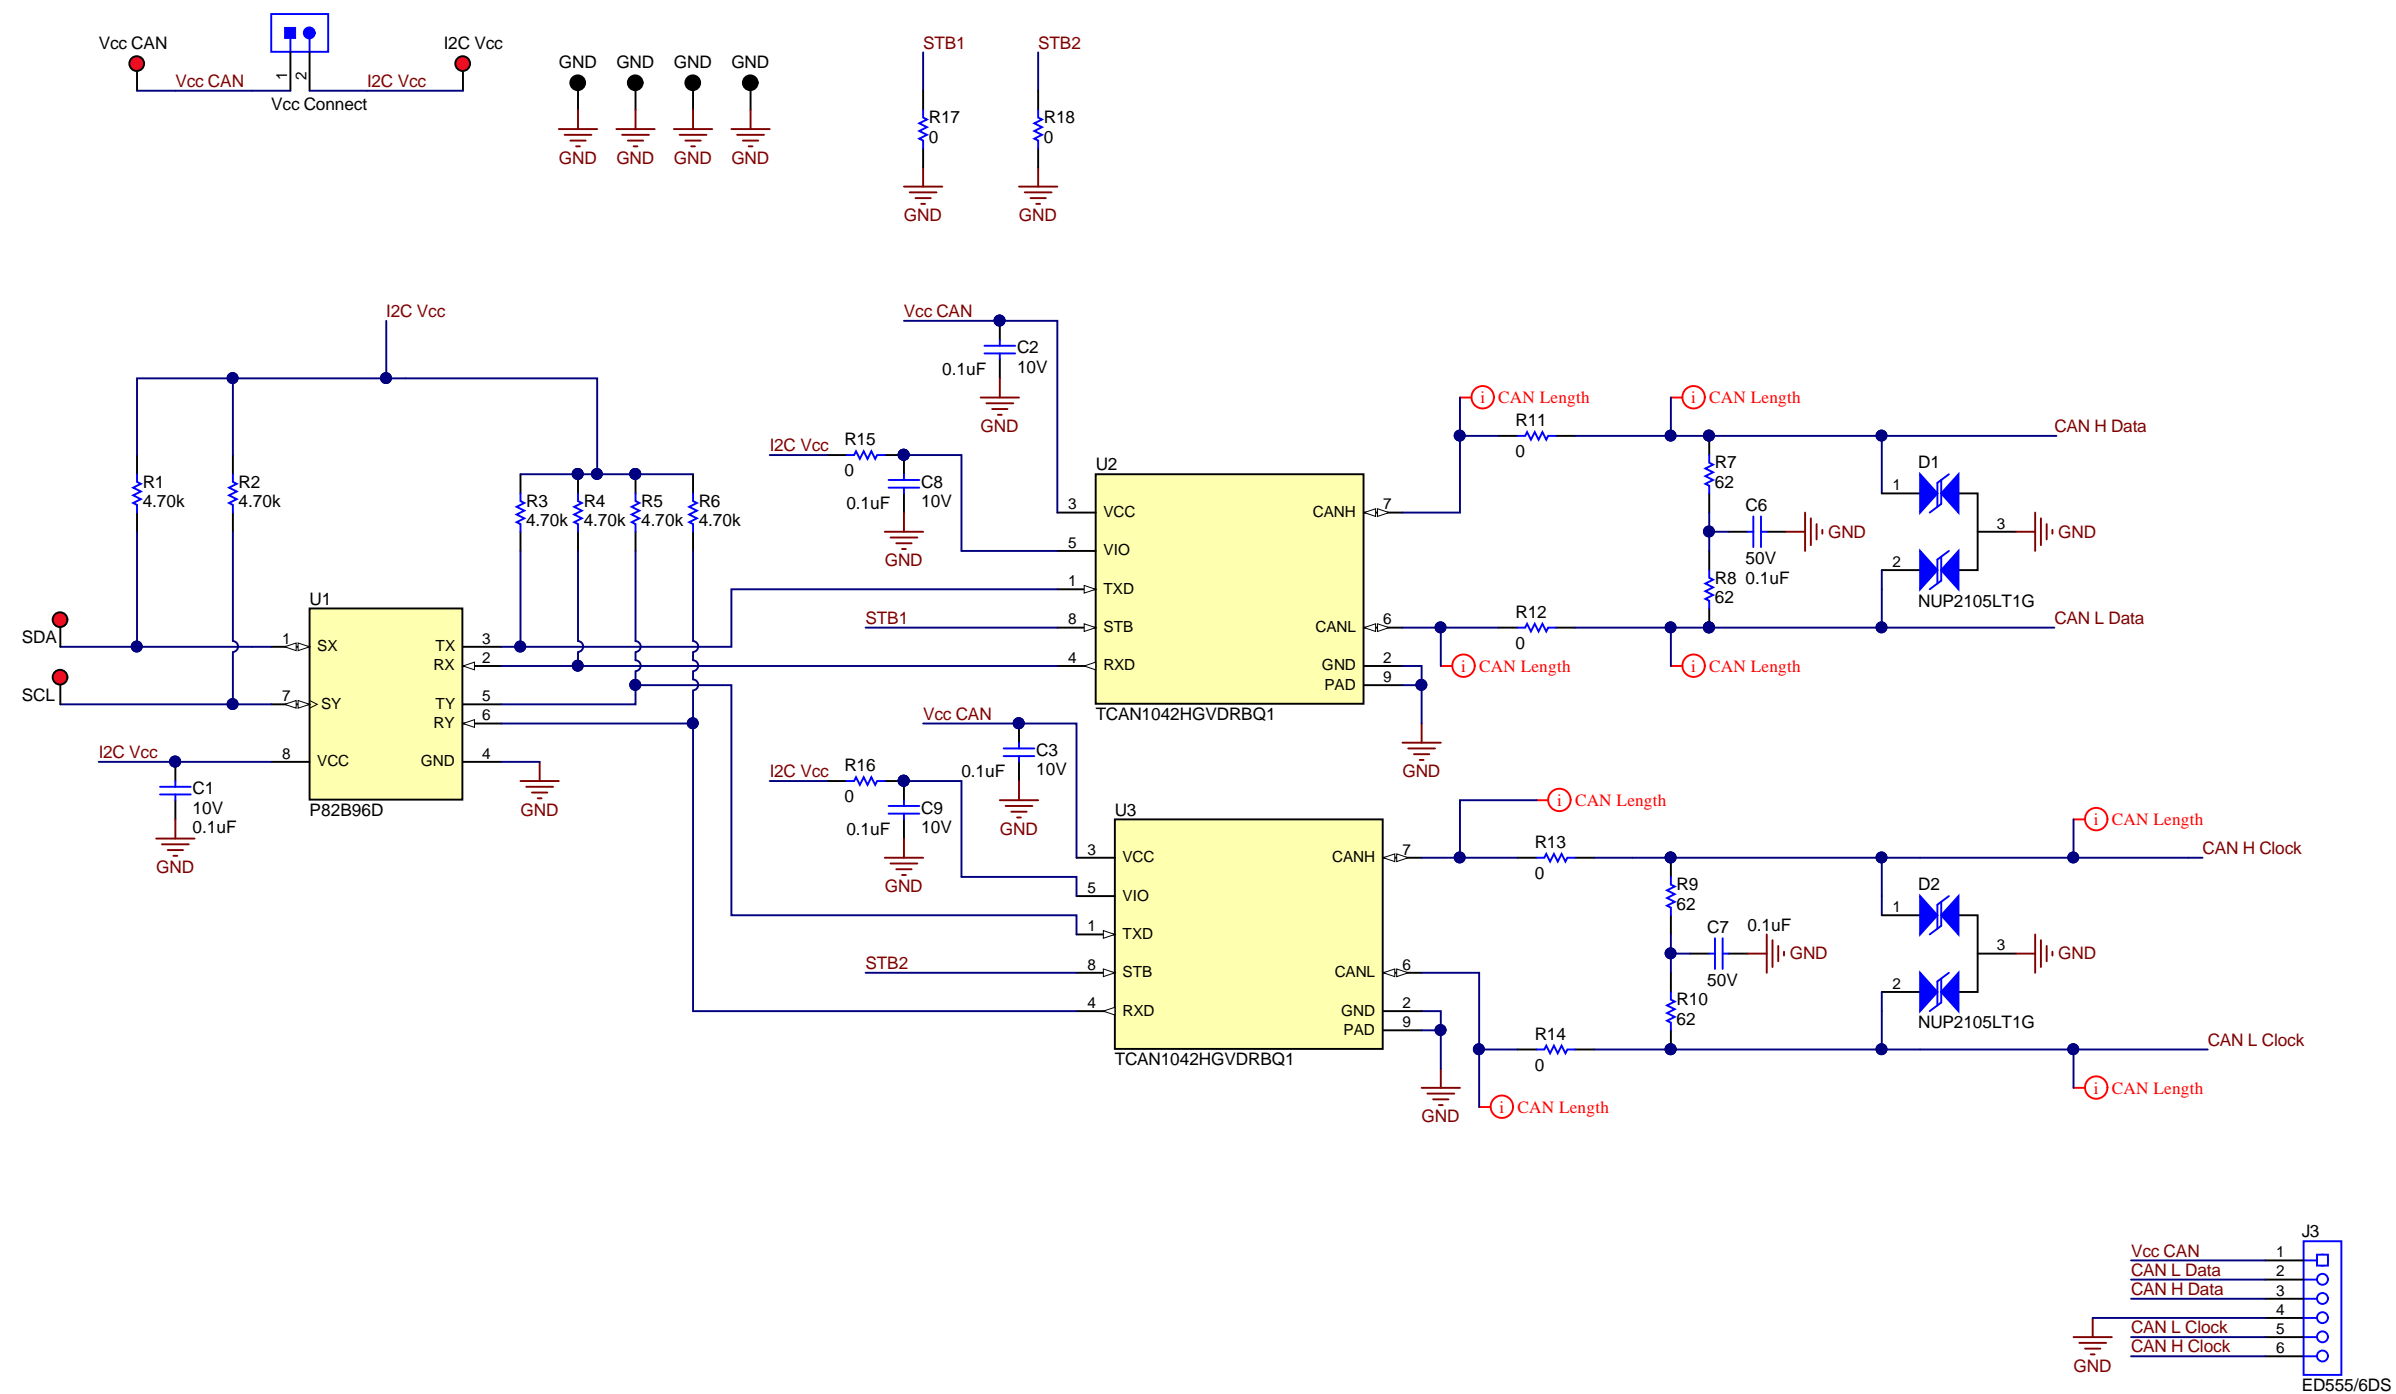 Vcc CAN
I2C Vcc
Vcc CAN
1
2
I2C Vcc
Vcc Connect
GND
GND
GND
GND
GND
GND
GND
GND
STB1
R17
0
GND
STB2
R18
0
GND
I2C Vcc
R1
4.70k
R2
4.70k
R3
4.70k
R4
4.70k
R5
4.70k
R6
4.70k
SDA
SCL
U1
1
SX
7
SY
8
VCC
TX
3
RX
2
TY
5
RY
6
GND
4
P82B96D
GND
I2C Vcc
C1
10V
0.1uF
GND
Vcc CAN
C2
0.1uF
10V
GND
I2C Vcc
R15
0
C8
0.1uF
10V
GND
U2
3
VCC
5
VIO
1
TXD
STB1
8
STB
4
RXD
CANH
7
CANL
6
GND
2
PAD
9
TCAN1042HGVDRBQ1
GND
CAN Length
CAN Length
R11
0
CAN H Data
R7
62
C6
50V
0.1uF
GND
R8
62
D1
1
2
3
GND
NUP2105LT1G
R12
0
CAN L Data
CAN Length
CAN Length
Vcc CAN
C3
0.1uF
10V
GND
I2C Vcc
R16
0
C9
0.1uF
10V
GND
U3
3
VCC
5
VIO
1
TXD
STB2
8
STB
4
RXD
CANH
7
CANL
6
GND
2
PAD
9
TCAN1042HGVDRBQ1
GND
CAN Length
CAN Length
R13
0
CAN H Clock
R9
62
C7
0.1uF
50V
GND
R10
62
D2
1
2
3
GND
NUP2105LT1G
R14
0
CAN L Clock
CAN Length
CAN Length
J3
Vcc CAN
1
CAN L Data
2
CAN H Data
3
4
CAN L Clock
5
CAN H Clock
6
GND
ED555/6DS